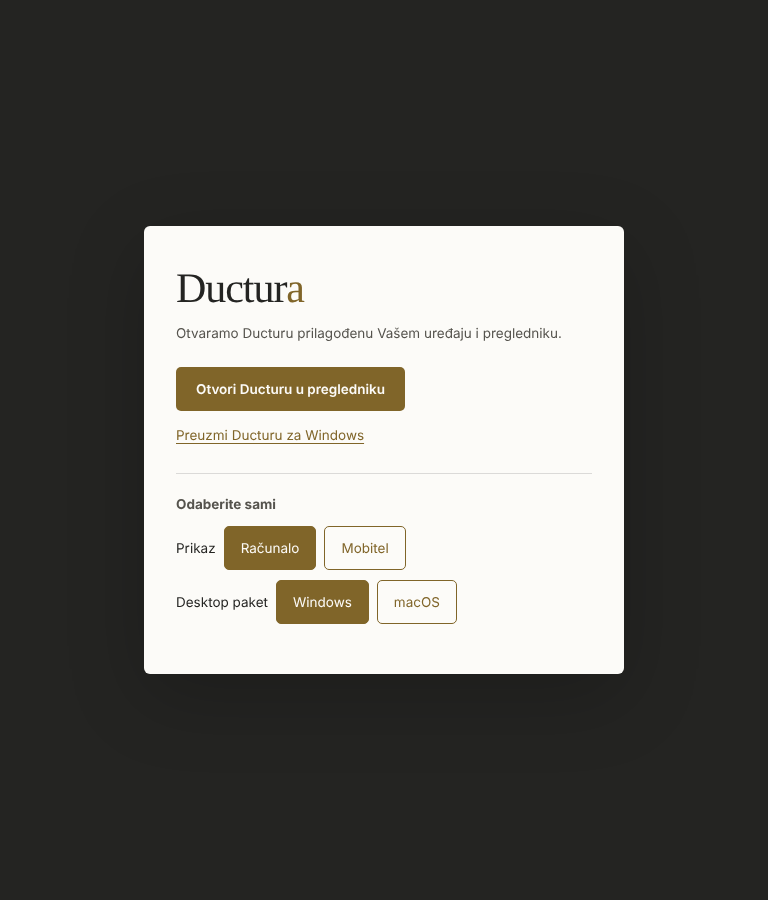 Ductura
Otvaramo Ducturu prilagođenu Vašem uređaju i pregledniku.
Otvori Ducturu u pregledniku
Preuzmi Ducturu za Windows
Odaberite sami
Prikaz Računalo Mobitel
Desktop paket Windows macOS